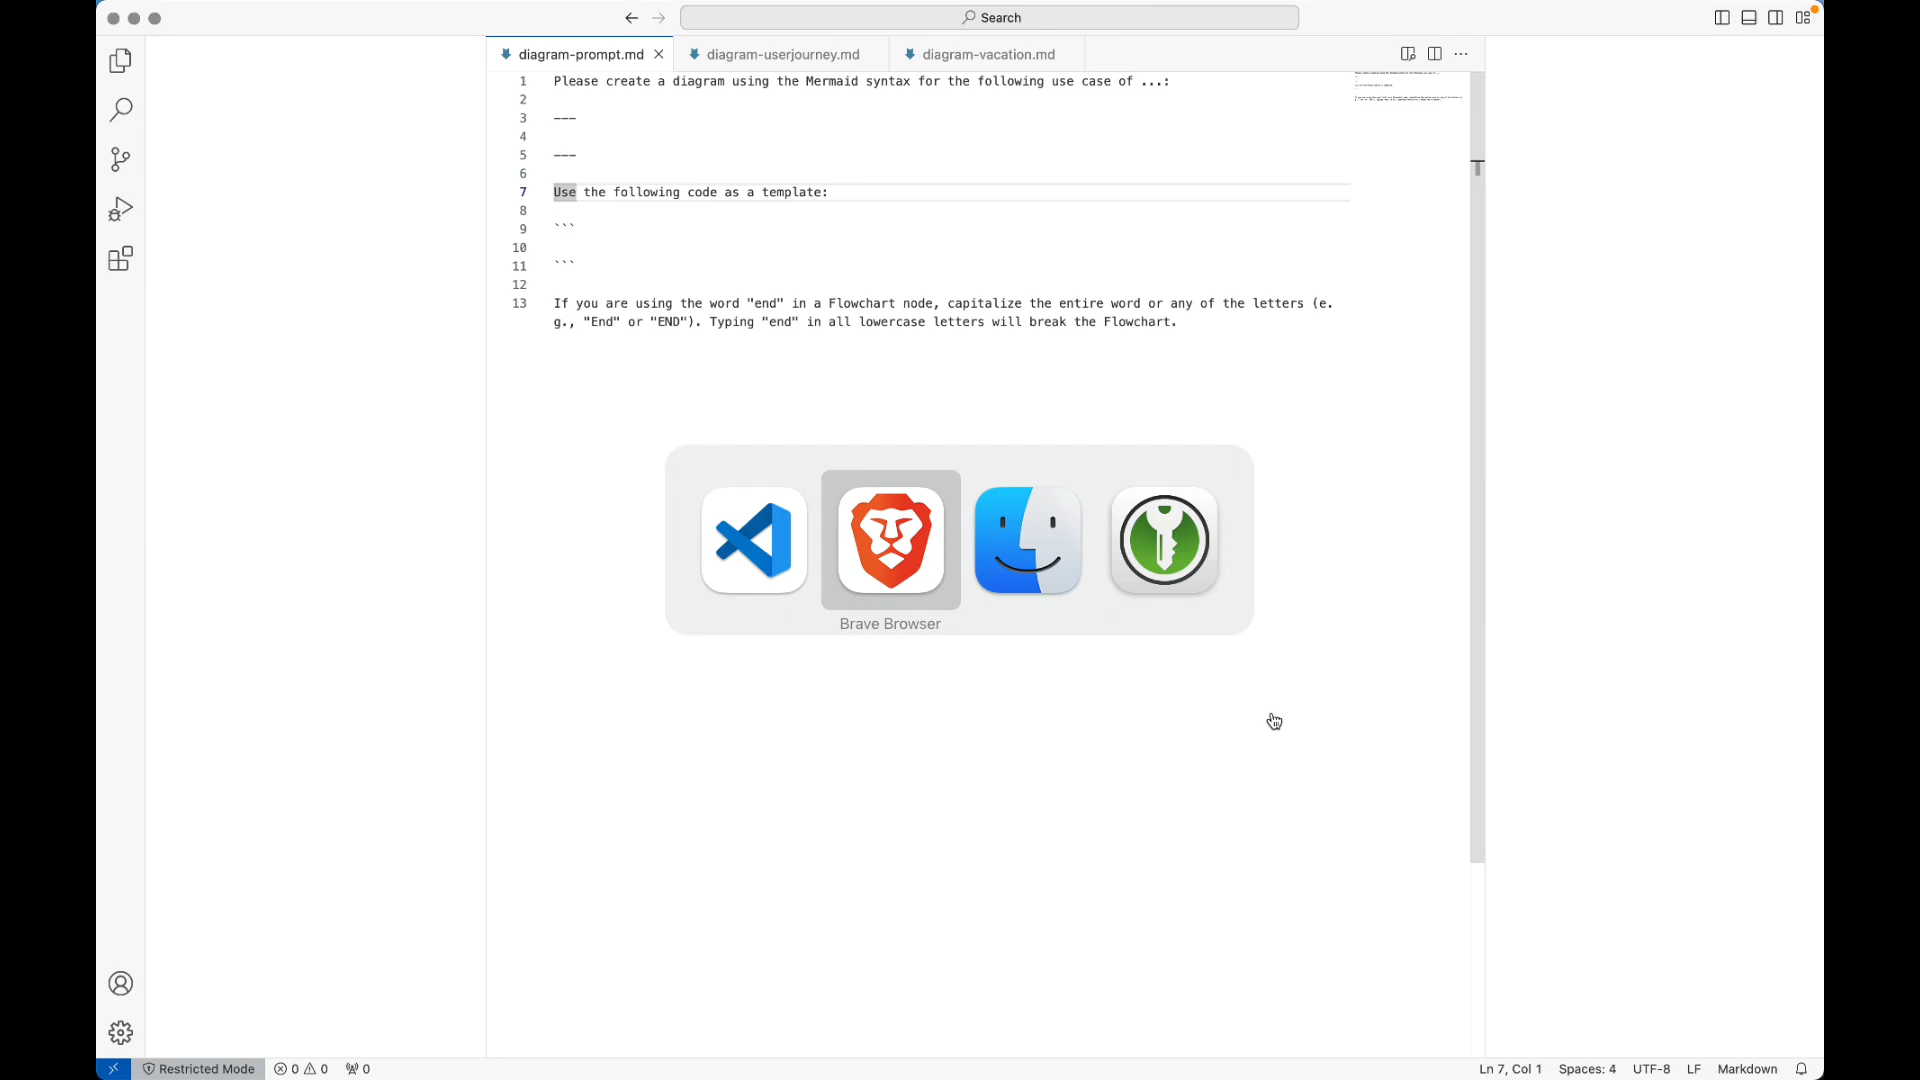 Search
diagram-prompt.md
diagram-userjourney.md
diagram-vacation.md
1 Please create a diagram using the Mermaid syntax for the following use case of ...:
2
3 ---
4
5 ---
6
7 Use the following code as a template:
8
9 ```
10
11 ```
12
13 If you are using the word "end" in a Flowchart node, capitalize the entire word or any of the letters (e.
g., "End" or "END"). Typing "end" in all lowercase letters will break the Flowchart.
Brave Browser
Restricted Mode
0
0
0
Ln 7, Col 1
Spaces: 4
UTF-8
LF
Markdown